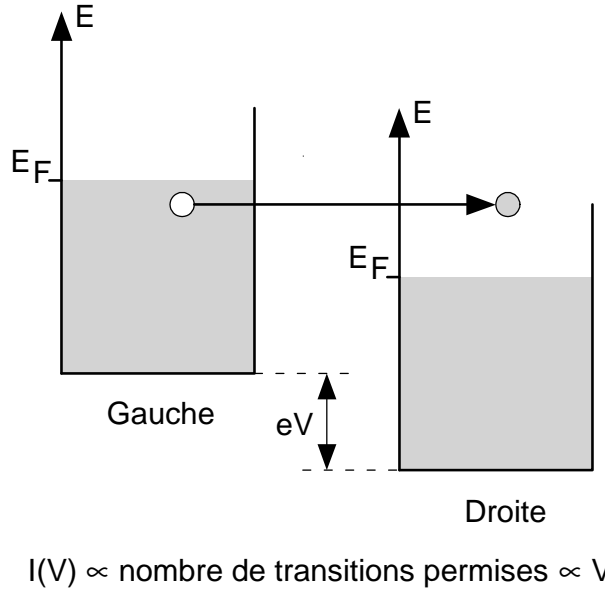 E
E
E_F
E_F
Gauche
eV
Droite
I(V) ∝ nombre de transitions permises ∝ V